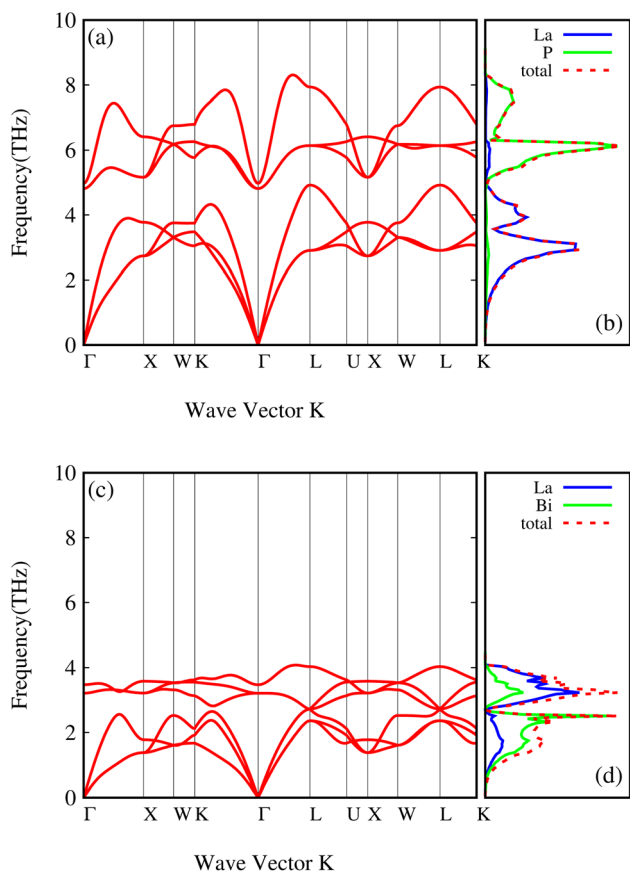 (a)
10
8
6
4
2
0
Frequency(THz)
Γ X W K Γ L U X W L K
Wave Vector K
La
P
total
(b)
(c)
10
8
6
4
2
0
Frequency(THz)
Γ X W K Γ L U X W L K
Wave Vector K
La
Bi
total
(d)